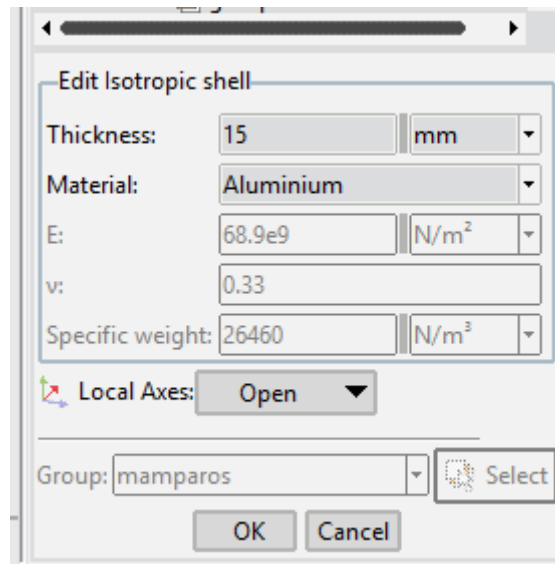 Edit Isotropic shell
Thickness: 15 mm
Material: Aluminium
E: 68.9e9 N/m²
ν: 0.33
Specific weight: 26460 N/m³
Local Axes: Open
Group: mamparos Select
OK Cancel